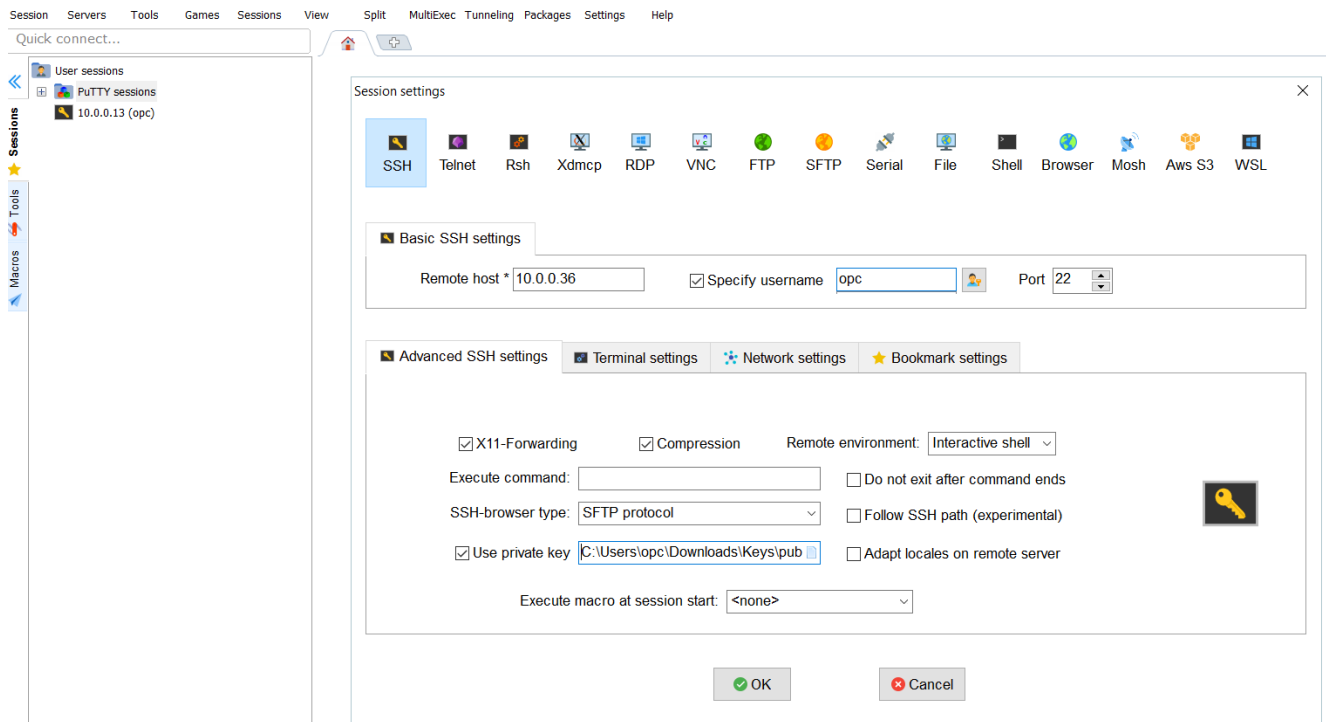 Session Servers Tools Games Sessions View Split MultiExec Tunneling Packages Settings Help
Quick connect...
User sessions
PuTTY sessions
10.0.0.13 (opc)
Sessions
Tools
Macros
Session settings
SSH Telnet Rsh Xdmcp RDP VNC FTP SFTP Serial File Shell Browser Mosh Aws S3 WSL
Basic SSH settings
Remote host * 10.0.0.36 Specify username opc Port 22
Advanced SSH settings Terminal settings Network settings Bookmark settings
X11-Forwarding Compression Remote environment: Interactive shell
Execute command: Do not exit after command ends
SSH-browser type: SFTP protocol Follow SSH path (experimental)
Use private key C:\Users\opc\Downloads\Keys\pub Adapt locales on remote server
Execute macro at session start: <none>
OK Cancel